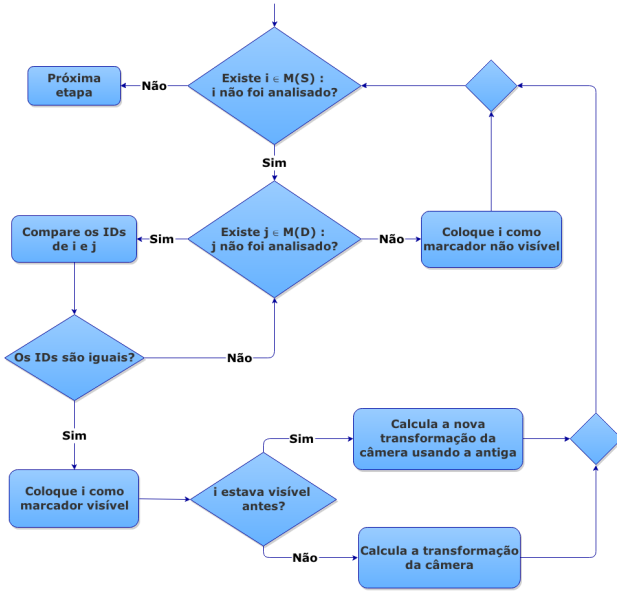 Próxima
etapa
Não
Existe i ∈ M(S) :
i não foi analisado?
Sim
Compare os IDs
de i e j
Sim
Existe j ∈ M(D) :
j não foi analisado?
Não
Coloque i como
marcador não visível
Os IDs são iguais?
Não
Sim
Coloque i como
marcador visível
i estava visível
antes?
Sim
Calcula a nova
transformação da
câmera usando a antiga
Não
Calcula a transformação
da câmera